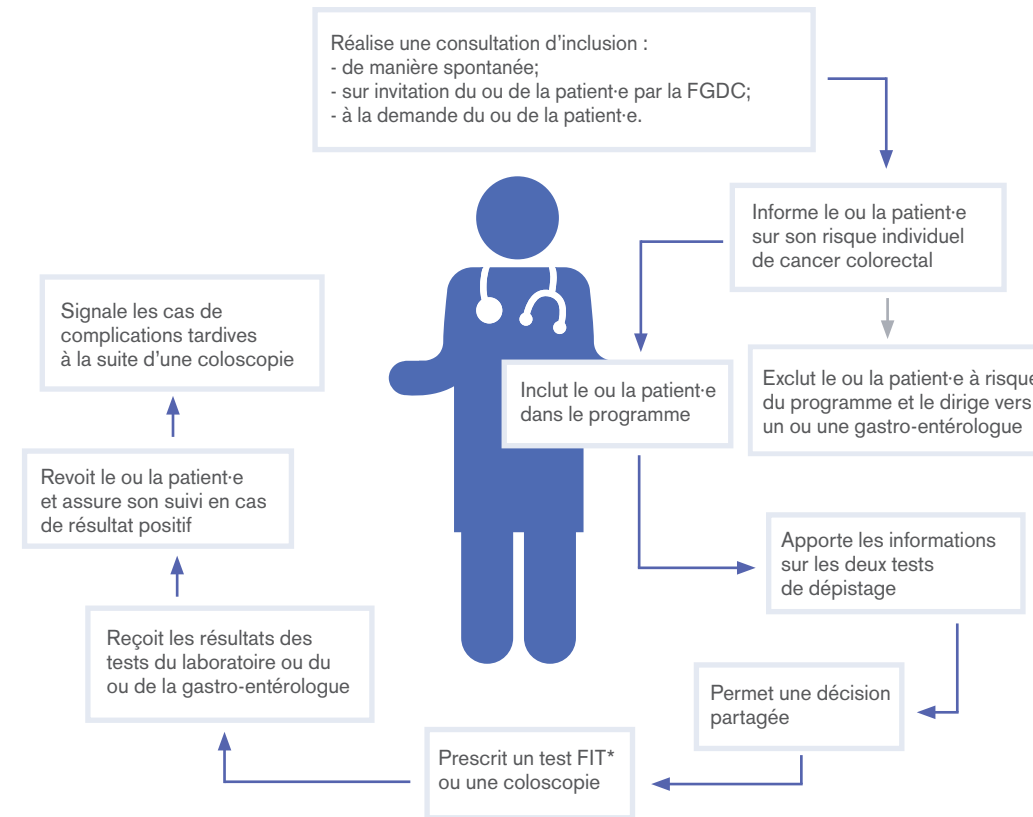 Réalise une consultation d'inclusion :
- de manière spontanée;
- sur invitation du ou de la patient·e par la FGDC;
- à la demande du ou de la patient·e.
Informe le ou la patient·e
sur son risque individuel
de cancer colorectal
Exclut le ou la patient·e à risque
du programme et le dirige vers
un ou une gastro-entérologue
Inclut le ou la patient·e
dans le programme
Apporte les informations
sur les deux tests
de dépistage
Permet une décision
partagée
Prescrit un test FIT*
ou une coloscopie
Reçoit les résultats des
tests du laboratoire ou du
ou de la gastro-entérologue
Revoit le ou la patient·e
et assure son suivi en cas
de résultat positif
Signale les cas de
complications tardives
à la suite d'une coloscopie